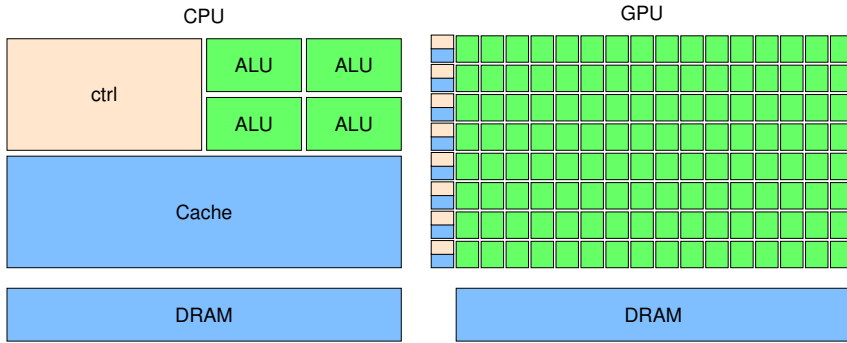 CPU
GPU
ctrl
ALU
ALU
ALU
ALU
Cache
DRAM
DRAM